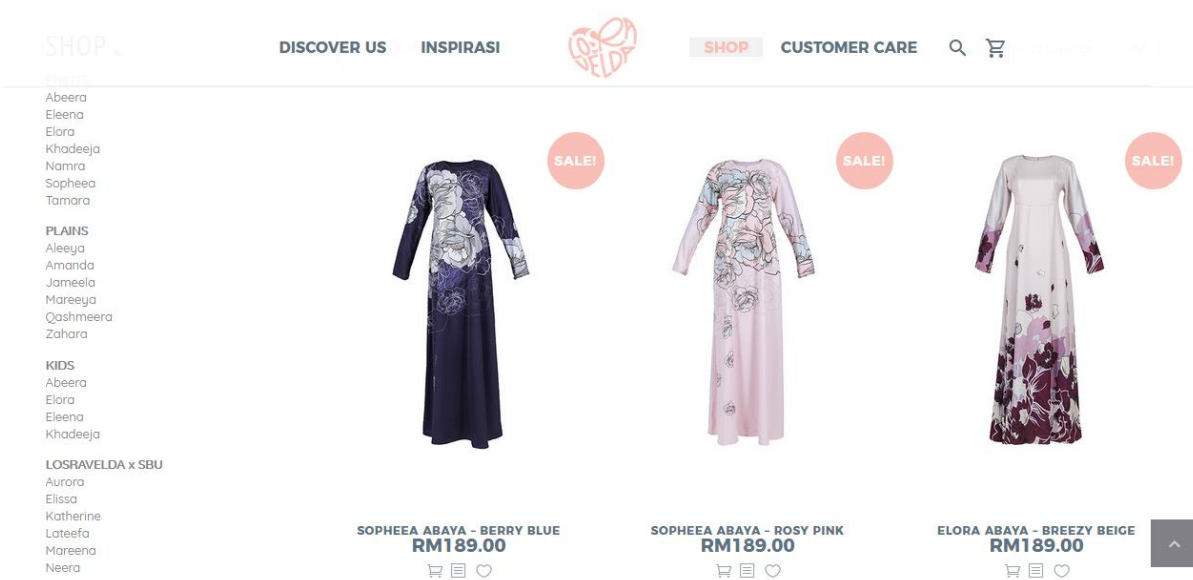 SHOP
DISCOVER US
INSPIRASI
LOSRAVELDA
SHOP
CUSTOMER CARE
PRINTS
Abeera
Eleena
Elora
Khadeeja
Namra
Sopheea
Tamara
PLAINS
Aleeya
Amanda
Jameela
Mareeya
Qashmeera
Zahara
KIDS
Abeera
Elora
Eleena
Khadeeja
LOSRAVELDA x SBU
Aurora
Elissa
Katherine
Lateefa
Mareena
Neera
SALE!
SALE!
SALE!
SOPHEEA ABAYA – BERRY BLUE
RM189.00
SOPHEEA ABAYA – ROSY PINK
RM189.00
ELORA ABAYA – BREEZY BEIGE
RM189.00